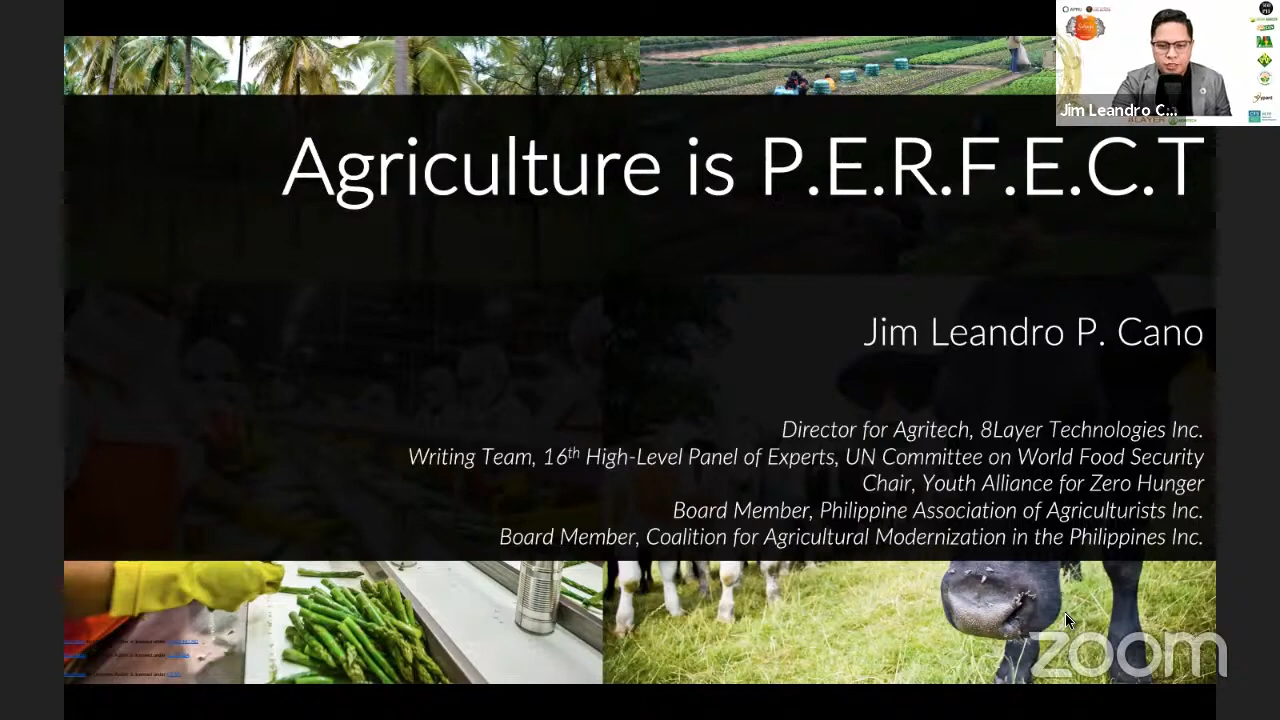 Jim Leandro C...
Agriculture is P.E.R.F.E.C.T
Jim Leandro P. Cano
Director for Agritech, 8Layer Technologies Inc.
Writing Team, 16th High-Level Panel of Experts, UN Committee on World Food Security
Chair, Youth Alliance for Zero Hunger
Board Member, Philippine Association of Agriculturists Inc.
Board Member, Coalition for Agricultural Modernization in the Philippines Inc.
zoom